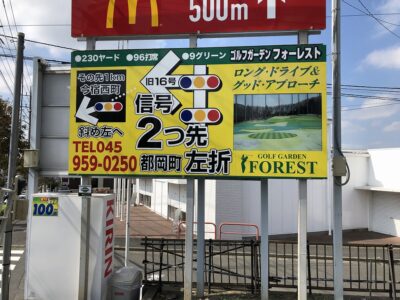 500m
●230ヤード ●96打席 ●9グリーン ゴルフガーデン フォーレスト
その先1km
今宿西町
斜め左へ
TEL045
959-0250
旧16号
信号
2つ先
都岡町 左折
ロング・ドライブ&
グッド・アプローチ
GOLF GARDEN
FOREST
100
KIRIN